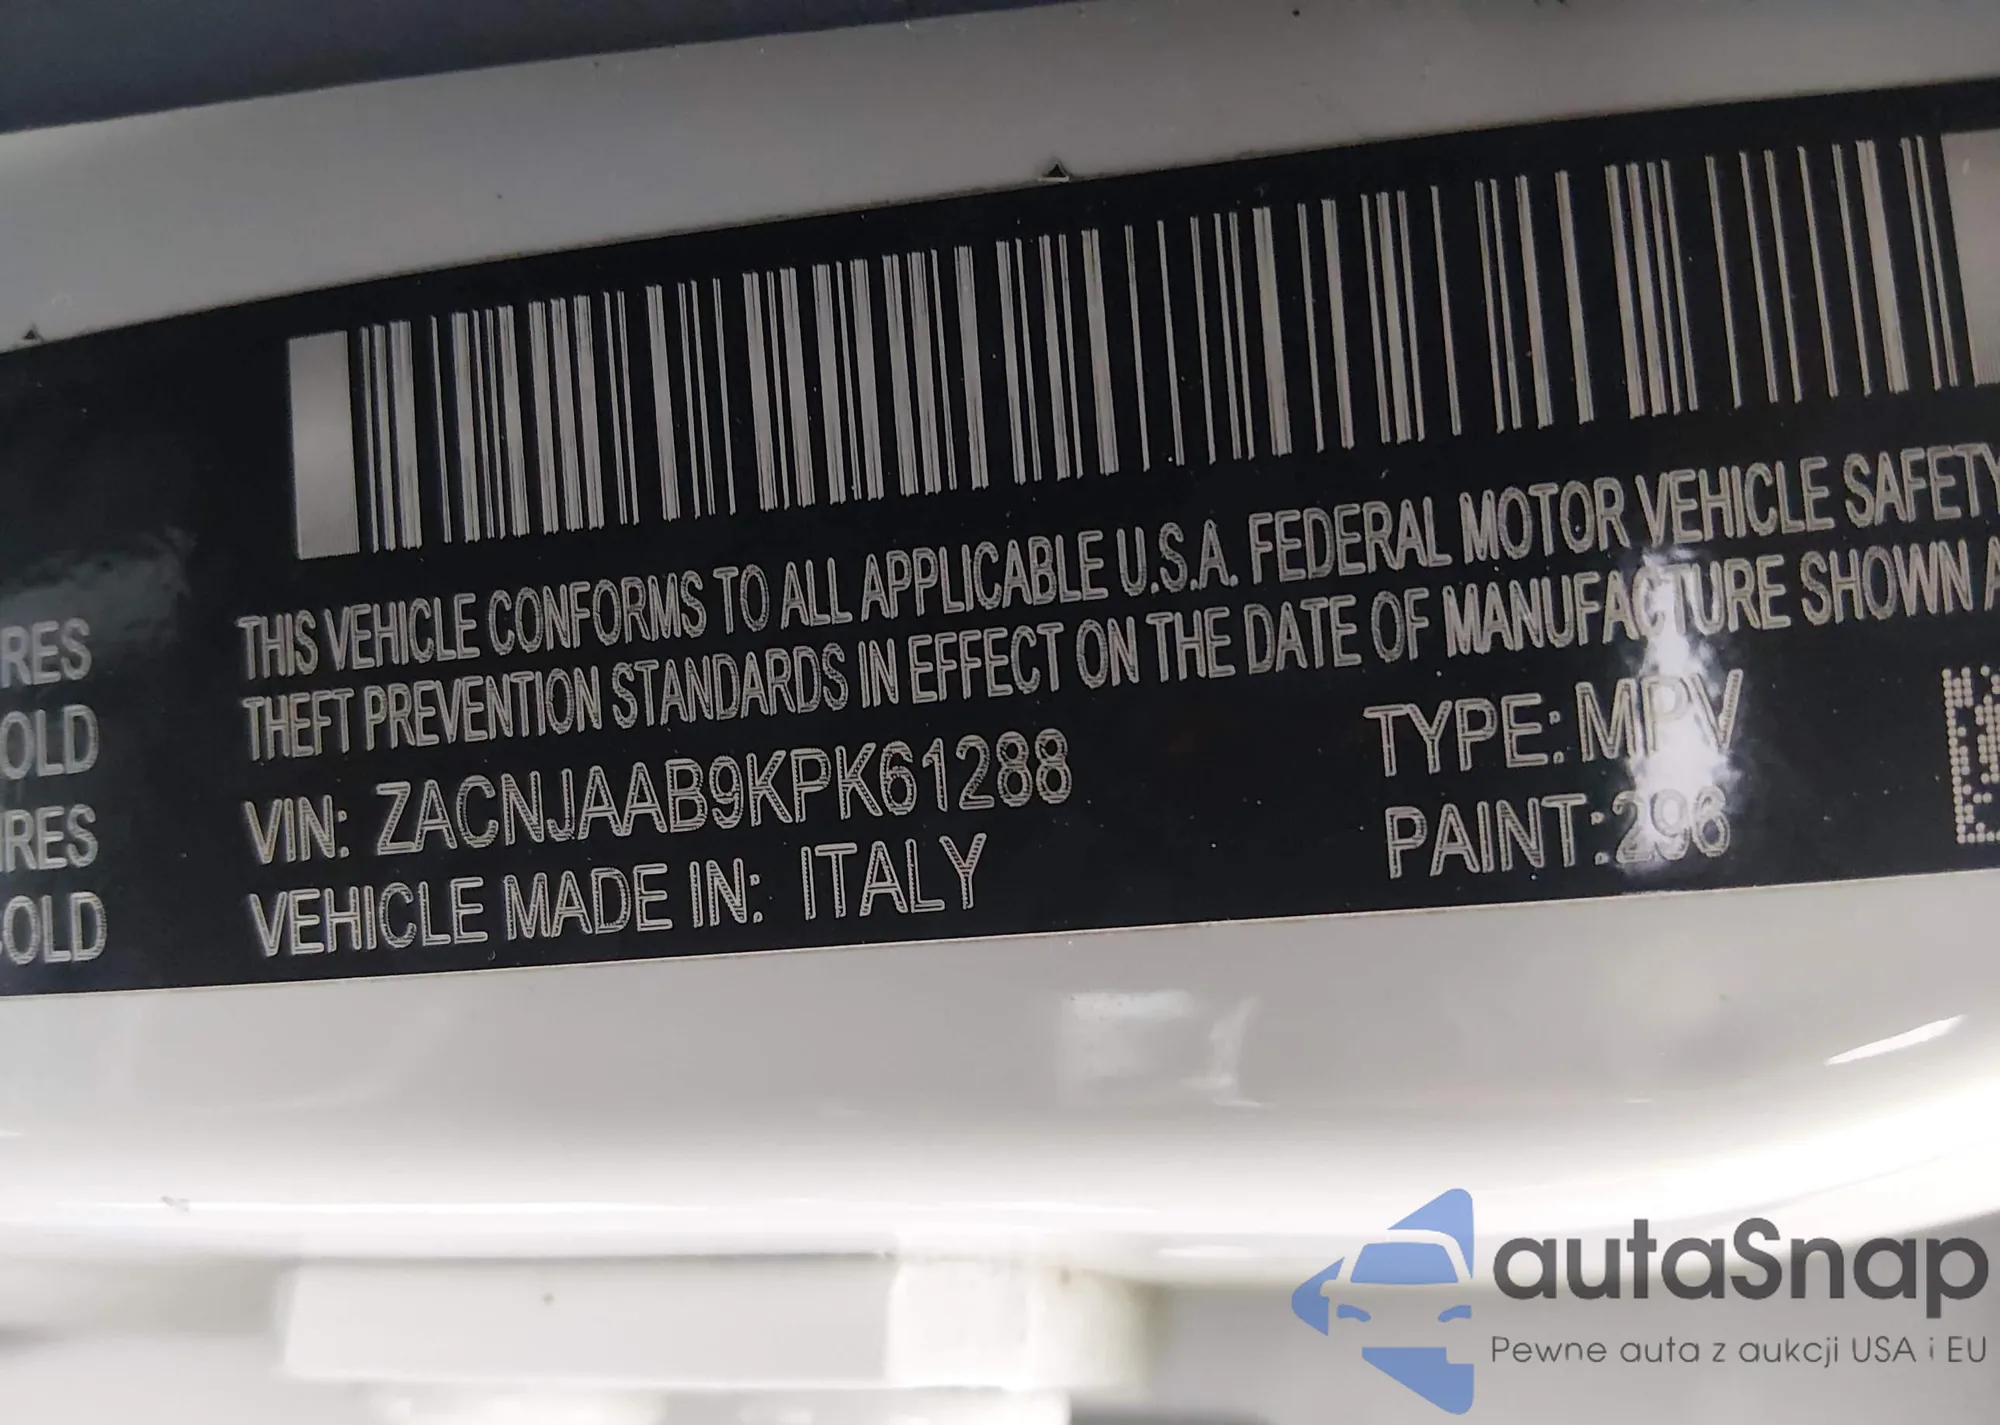 THIS VEHICLE CONFORMS TO ALL APPLICABLE U.S.A. FEDERAL MOTOR VEHICLE SAFETY
THEFT PREVENTION STANDARDS IN EFFECT ON THE DATE OF MANUFACTURE SHOWN A
VIN: ZACNJAAB9KPK61288 TYPE: MPV
VEHICLE MADE IN: ITALY PAINT: 296
RES
OLD
IRES
COLD
autaSnap
Pewne auta z aukcji USA i EU